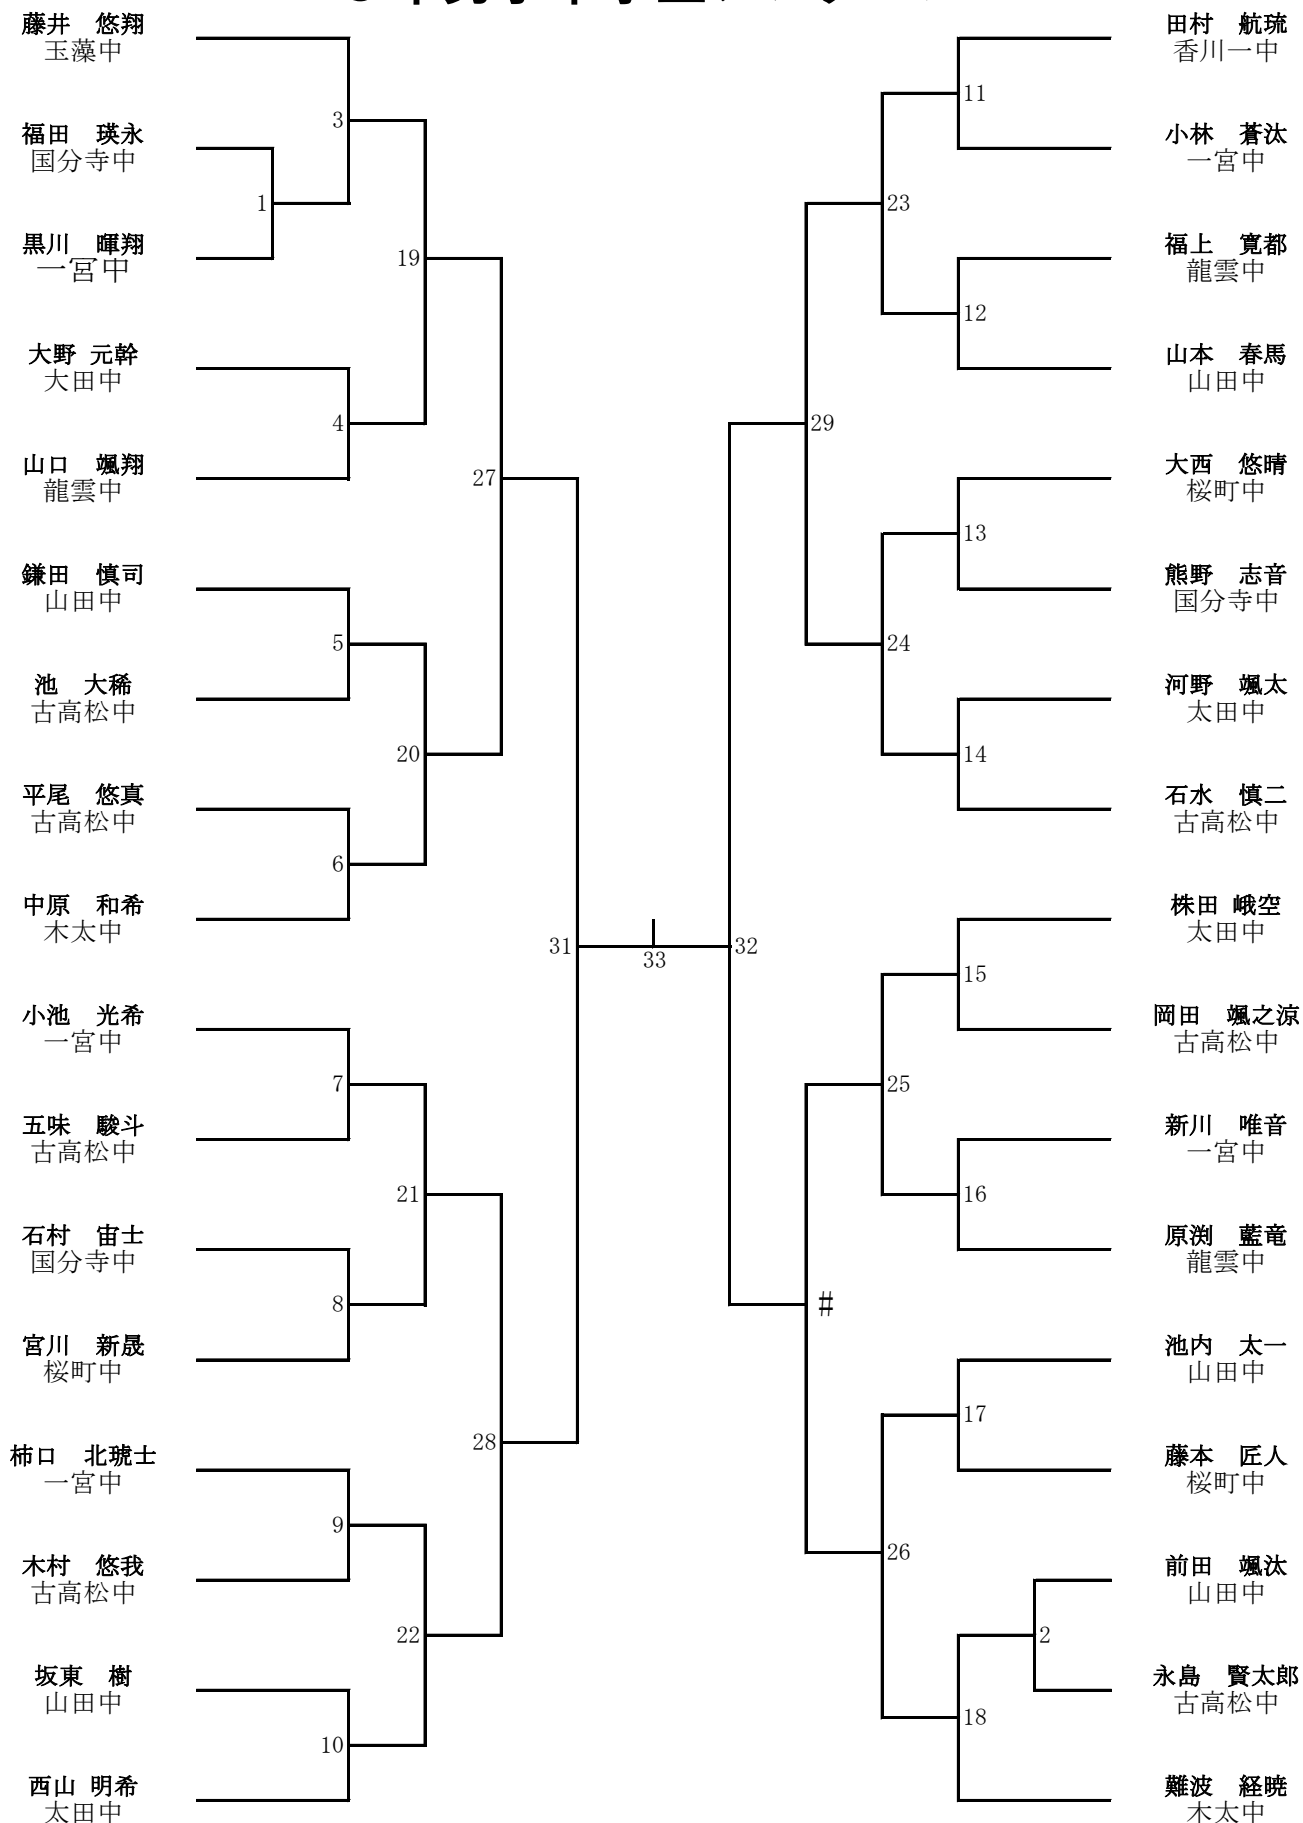 藤井 悠翔
玉藻中
福田 瑛永
国分寺中
黒川 暉翔
一宮中
大野 元幹
大田中
山口 颯翔
龍雲中
鎌田 慎司
山田中
池 大稀
古高松中
平尾 悠真
古高松中
中原 和希
木太中
小池 光希
一宮中
五味 駿斗
古高松中
石村 宙士
国分寺中
宮川 新晟
桜町中
柿口 北琥士
一宮中
木村 悠我
古高松中
坂東 樹
山田中
西山 明希
太田中
1
3
4
5
6
7
8
9
10
19
20
21
22
27
28
31
33
32
29
#
23
24
25
26
11
12
13
14
15
16
17
2
18
田村 航琉
香川一中
小林 蒼汰
一宮中
福上 寛都
龍雲中
山本 春馬
山田中
大西 悠晴
桜町中
熊野 志音
国分寺中
河野 颯太
太田中
石水 慎二
古高松中
株田 峨空
太田中
岡田 颯之涼
古高松中
新川 唯音
一宮中
原渕 藍竜
龍雲中
池内 太一
山田中
藤本 匠人
桜町中
前田 颯汰
山田中
永島 賢太郎
古高松中
難波 経暁
木太中